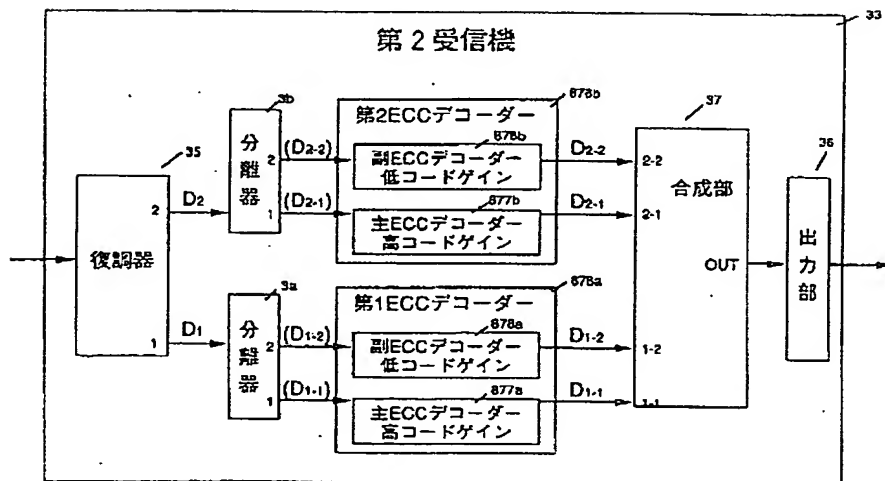 33
第2受信機
35
2
D2
1
復調器
D1
3b
分離器
2
1
(D2-2)
(D2-1)
3a
分離器
2
1
(D1-2)
(D1-1)
第2ECCデコーダー
878b
副ECCデコーダー
低コードゲイン
877b
主ECCデコーダー
高コードゲイン
D2-2
D2-1
第1ECCデコーダー
878a
副ECCデコーダー
低コードゲイン
877a
主ECCデコーダー
高コードゲイン
D1-2
D1-1
37
2-2
合成部
2-1
OUT
1-2
1-1
36
出力部